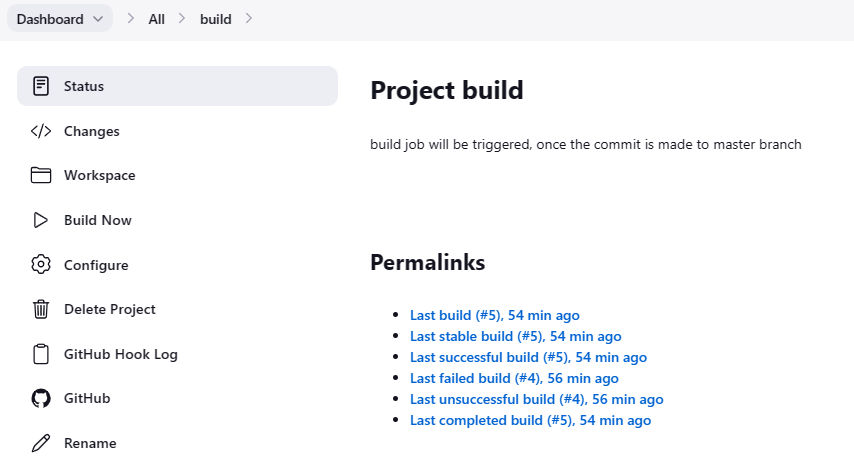 Dashboard All build
Status
Changes
Workspace
Build Now
Configure
Delete Project
GitHub Hook Log
GitHub
Rename
Project build
build job will be triggered, once the commit is made to master branch
Permalinks
Last build (#5), 54 min ago
Last stable build (#5), 54 min ago
Last successful build (#5), 54 min ago
Last failed build (#4), 56 min ago
Last unsuccessful build (#4), 56 min ago
Last completed build (#5), 54 min ago